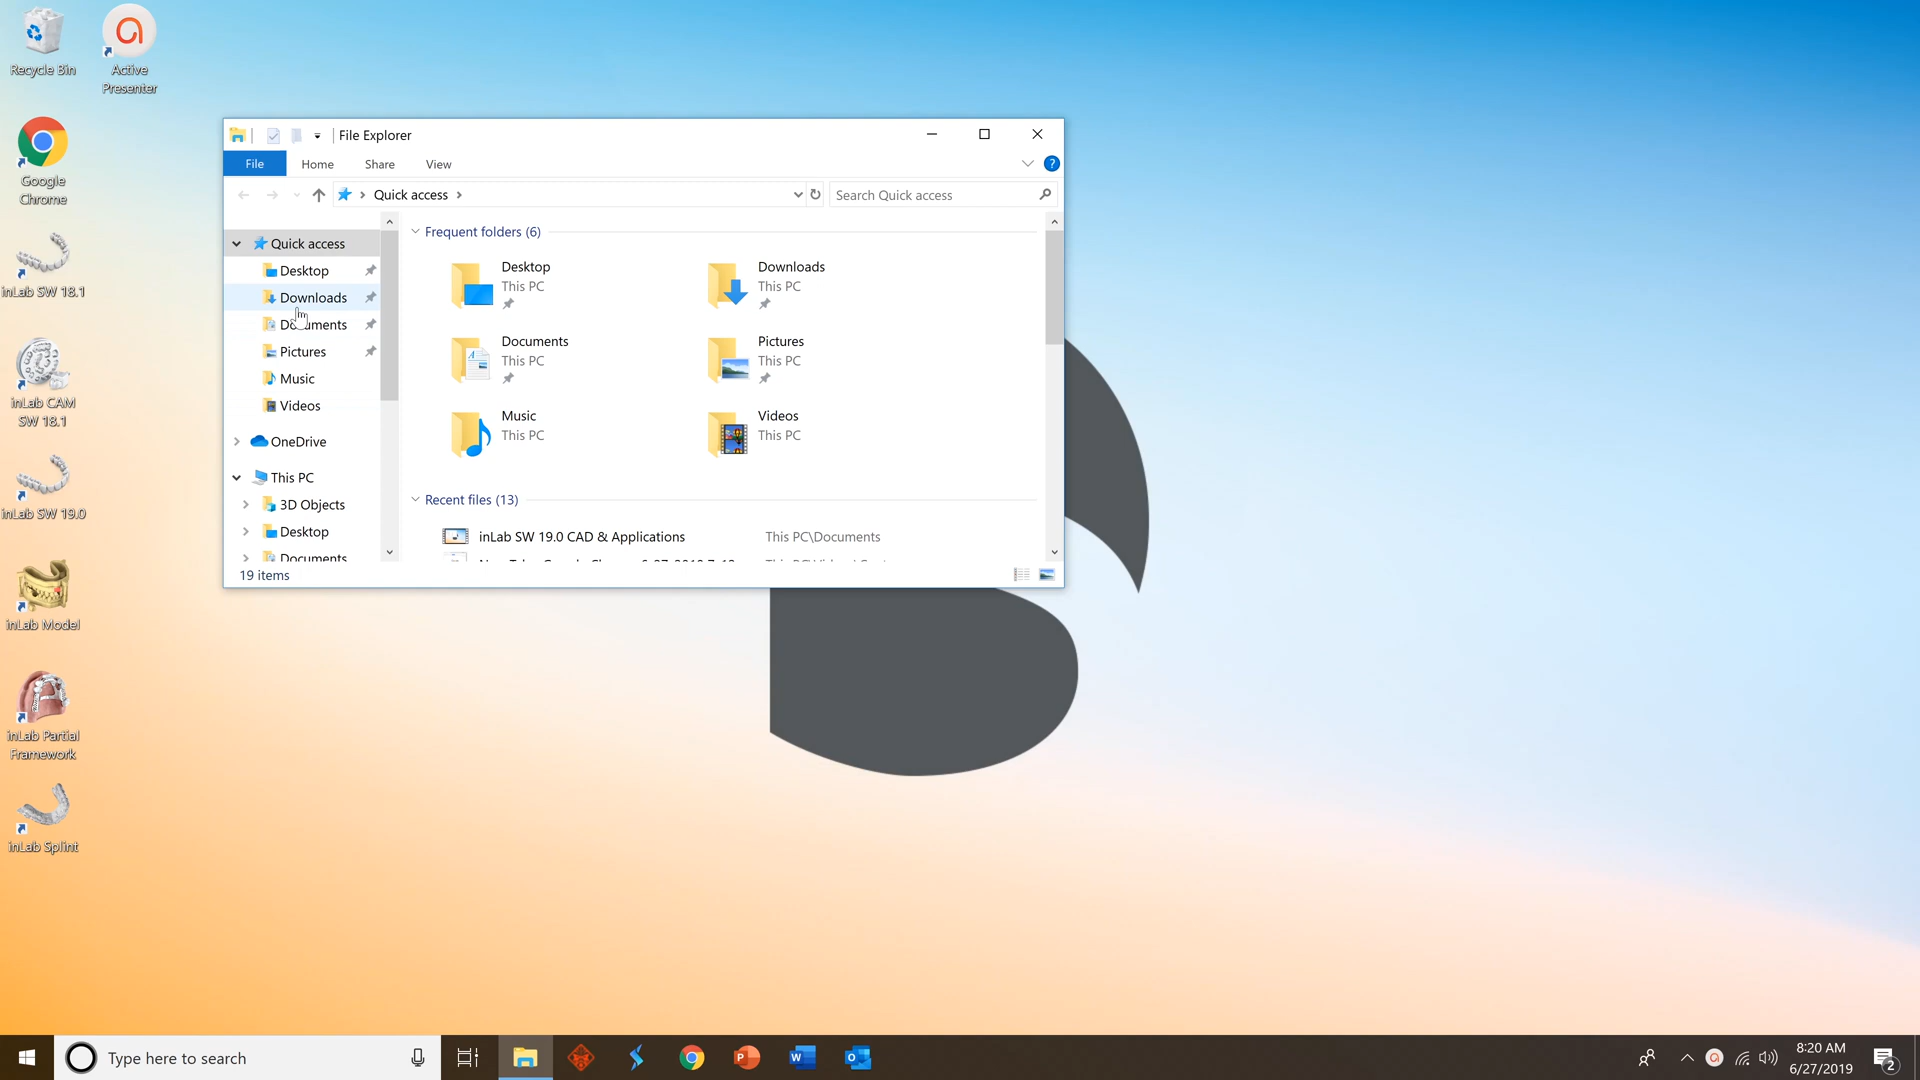 Recycle Bin
Active
Presenter
Google
Chrome
inLab SW 18.1
inLab CAM
SW 18.1
inLab SW 19.0
inLab Model
inLab Partial
Framework
inLab Splint
File Explorer
File
Home
Share
View
Quick access
Search Quick access
Quick access
Desktop
Downloads
Documents
Pictures
Music
Videos
OneDrive
This PC
3D Objects
Desktop
Documents
Frequent folders (6)
Desktop
This PC
Downloads
This PC
Documents
This PC
Pictures
This PC
Music
This PC
Videos
This PC
Recent files (13)
inLab SW 19.0 CAD & Applications
This PC\Documents
19 items
Type here to search
8:20 AM
6/27/2019
2